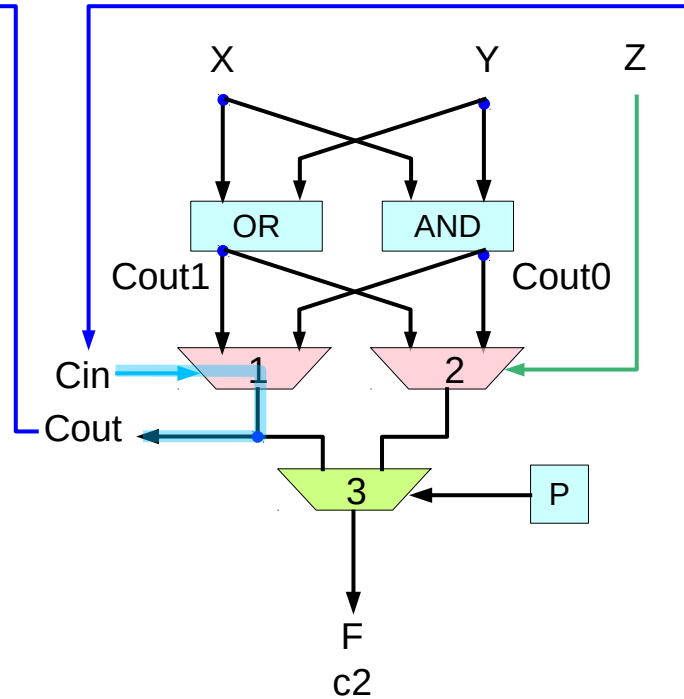 X Y Z
OR AND
Cout1 Cout0
Cin 1 2
Cout
3 P
F
c2